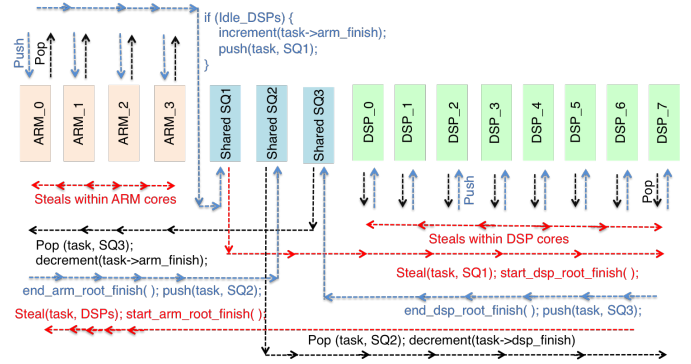 if (Idle_DSPs) {
increment(task->arm_finish);
push(task, SQ1);
}
Push
Pop
ARM_0
ARM_1
ARM_2
ARM_3
Shared SQ1
Shared SQ2
Shared SQ3
DSP_0
DSP_1
DSP_2
DSP_3
DSP_4
DSP_5
DSP_6
DSP_7
Push
Pop
Steals within ARM cores
Steals within DSP cores
Pop (task, SQ3);
decrement(task->arm_finish);
Steal(task, SQ1); start_dsp_root_finish( );
end_arm_root_finish( ); push(task, SQ2);
end_dsp_root_finish( ); push(task, SQ3);
Steal(task, DSPs); start_arm_root_finish( );
Pop (task, SQ2); decrement(task->dsp_finish)